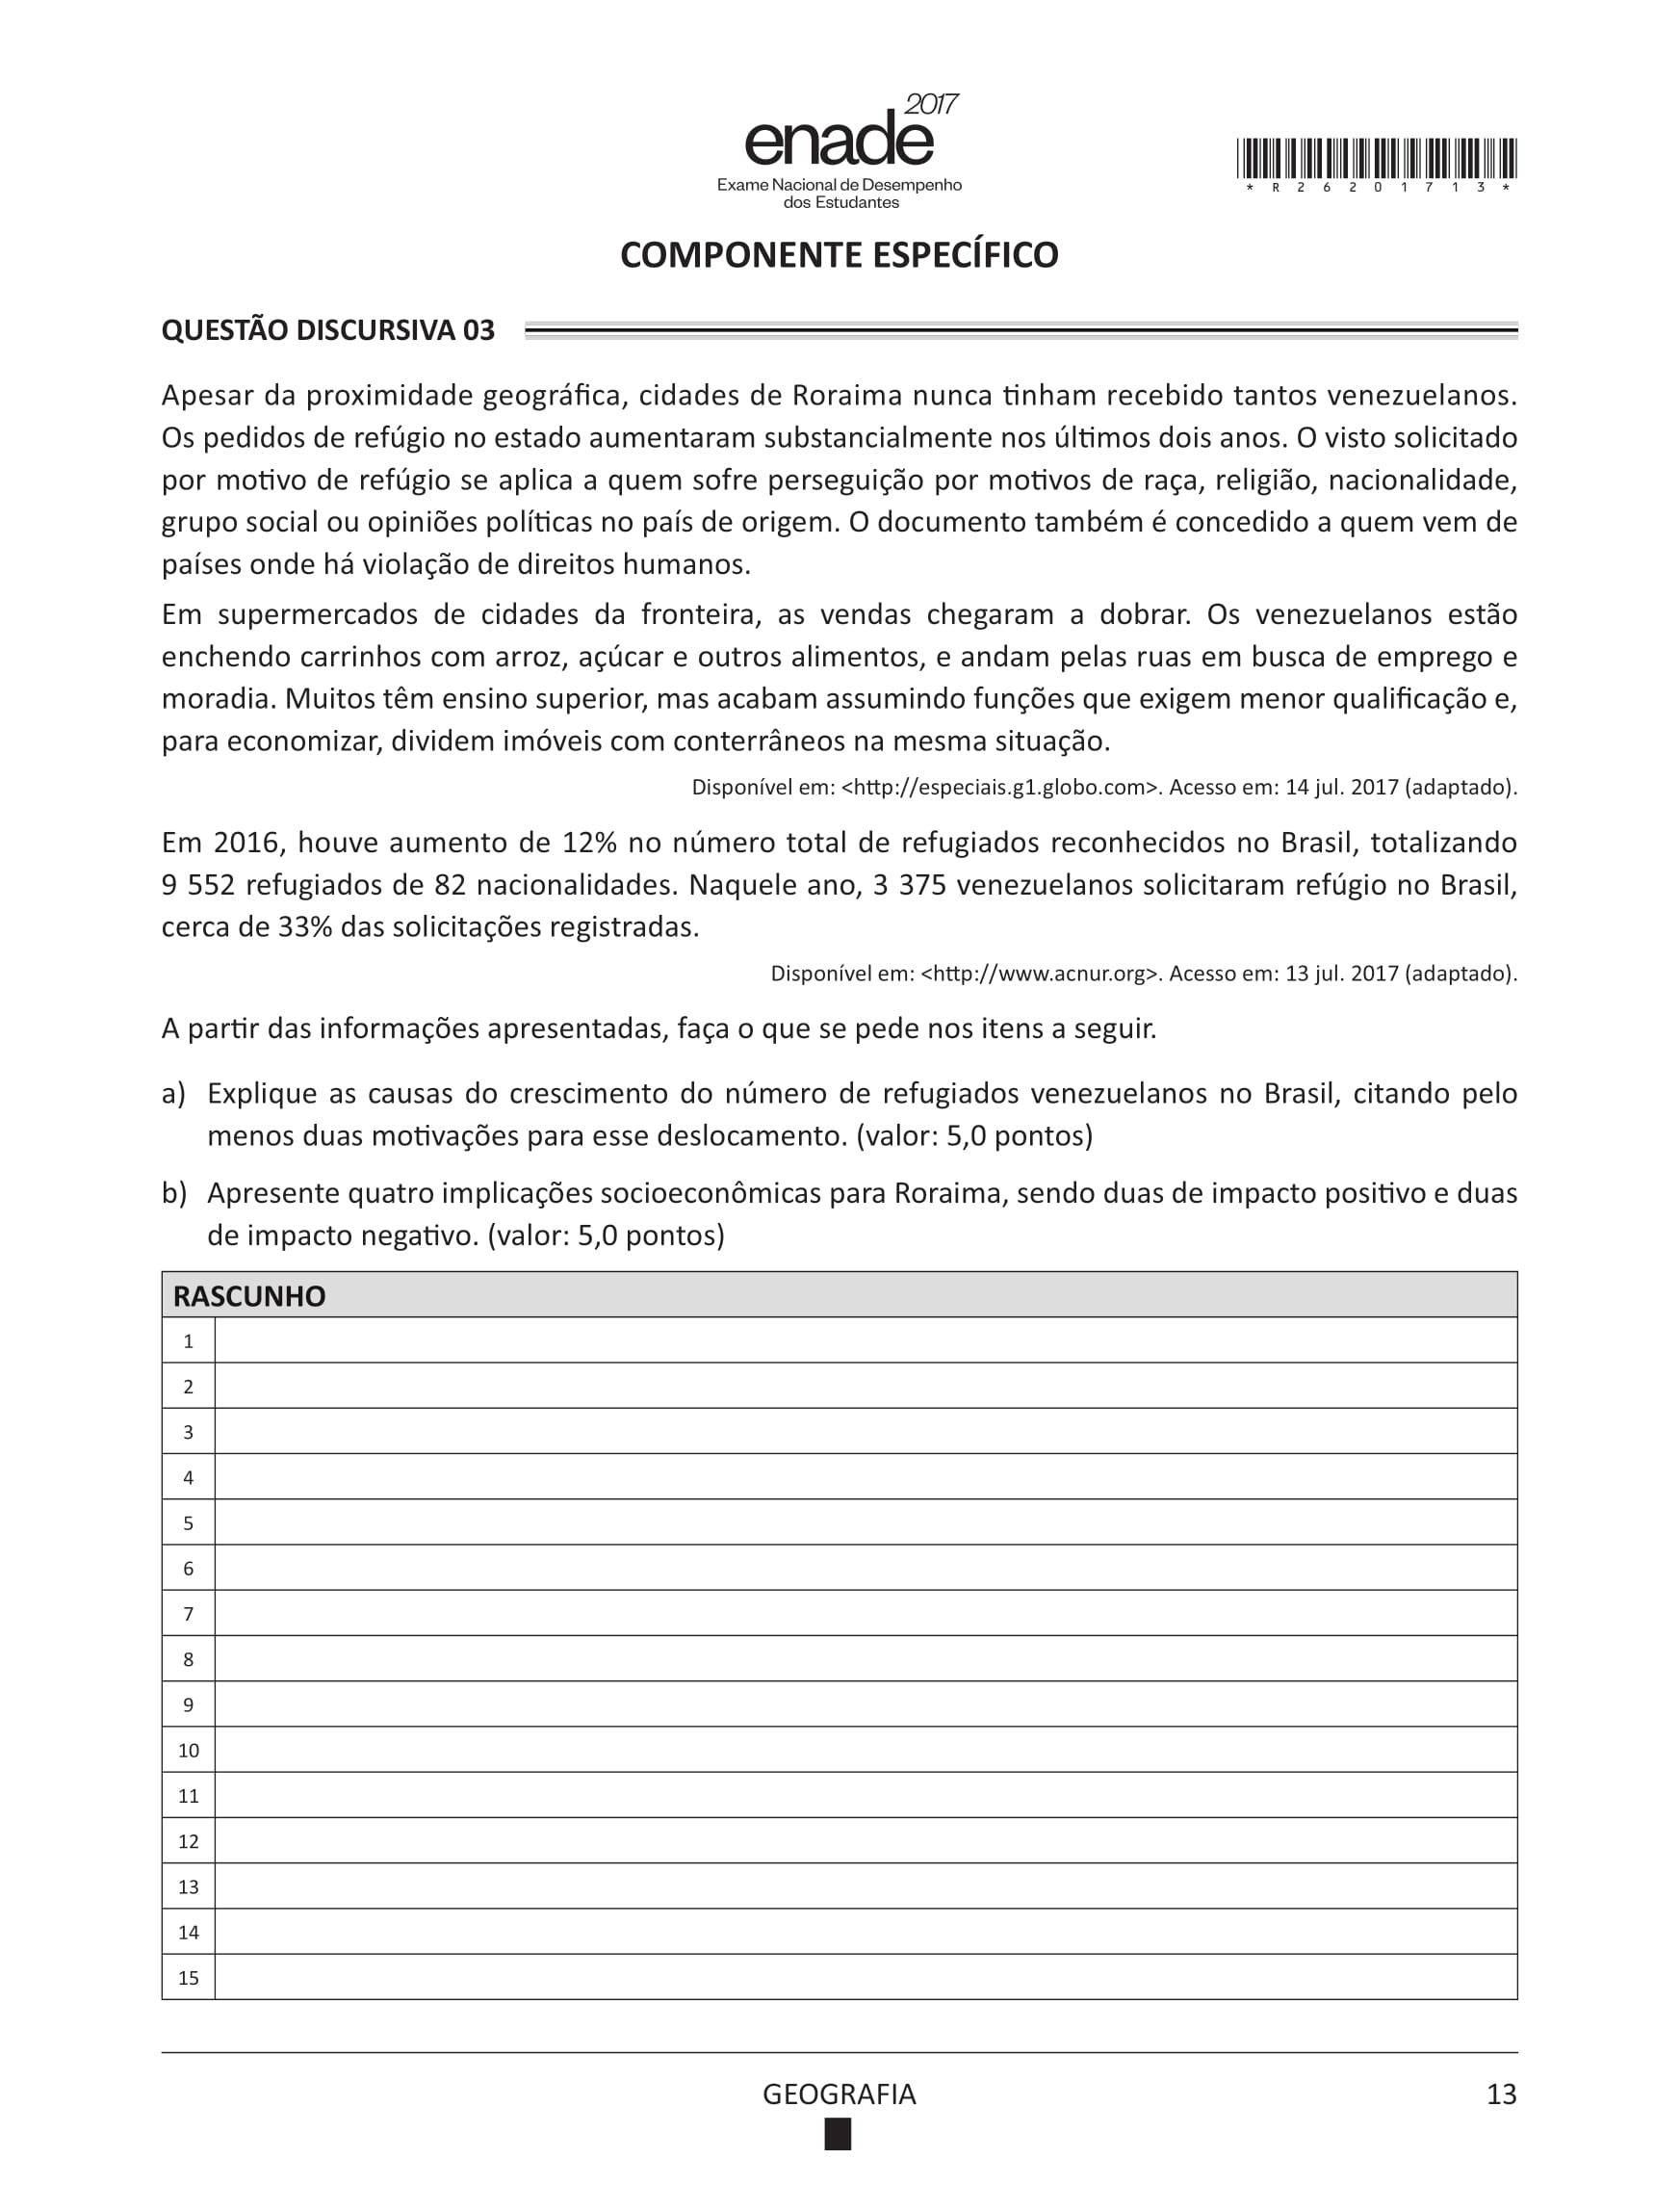 2017
enade
Exame Nacional de Desempenho
dos Estudantes
*R2620171 3*
COMPONENTE ESPECÍFICO
QUESTÃO DISCURSIVA 03
Apesar da proximidade geográfica, cidades de Roraima nunca tinham recebido tantos venezuelanos.
Os pedidos de refúgio no estado aumentaram substancialmente nos últimos dois anos. O visto solicitado
por motivo de refúgio se aplica a quem sofre perseguição por motivos de raça, religião, nacionalidade,
grupo social ou opiniões políticas no país de origem. O documento também é concedido a quem vem de
países onde há violação de direitos humanos.
Em supermercados de cidades da fronteira, as vendas chegaram a dobrar. Os venezuelanos estão
enchendo carrinhos com arroz, açúcar e outros alimentos, e andam pelas ruas em busca de emprego e
moradia. Muitos têm ensino superior, mas acabam assumindo funções que exigem menor qualificação e,
para economizar, dividem imóveis com conterrâneos na mesma situação.
Disponível em: <http://especiais.g1.globo.com>. Acesso em: 14 jul. 2017 (adaptado).
Em 2016, houve aumento de 12% no número total de refugiados reconhecidos no Brasil, totalizando
9 552 refugiados de 82 nacionalidades. Naquele ano, 3 375 venezuelanos solicitaram refúgio no Brasil,
cerca de 33% das solicitações registradas.
Disponível em: <http://www.acnur.org>. Acesso em: 13 jul. 2017 (adaptado).
A partir das informações apresentadas, faça o que se pede nos itens a seguir.
a) Explique as causas do crescimento do número de refugiados venezuelanos no Brasil, citando pelo
menos duas motivações para esse deslocamento. (valor: 5,0 pontos)
b) Apresente quatro implicações socioeconômicas para Roraima, sendo duas de impacto positivo e duas
de impacto negativo. (valor: 5,0 pontos)
RASCUNHO
1
2
3
4
5
6
7
8
9
10
11
12
13
14
15
GEOGRAFIA
13